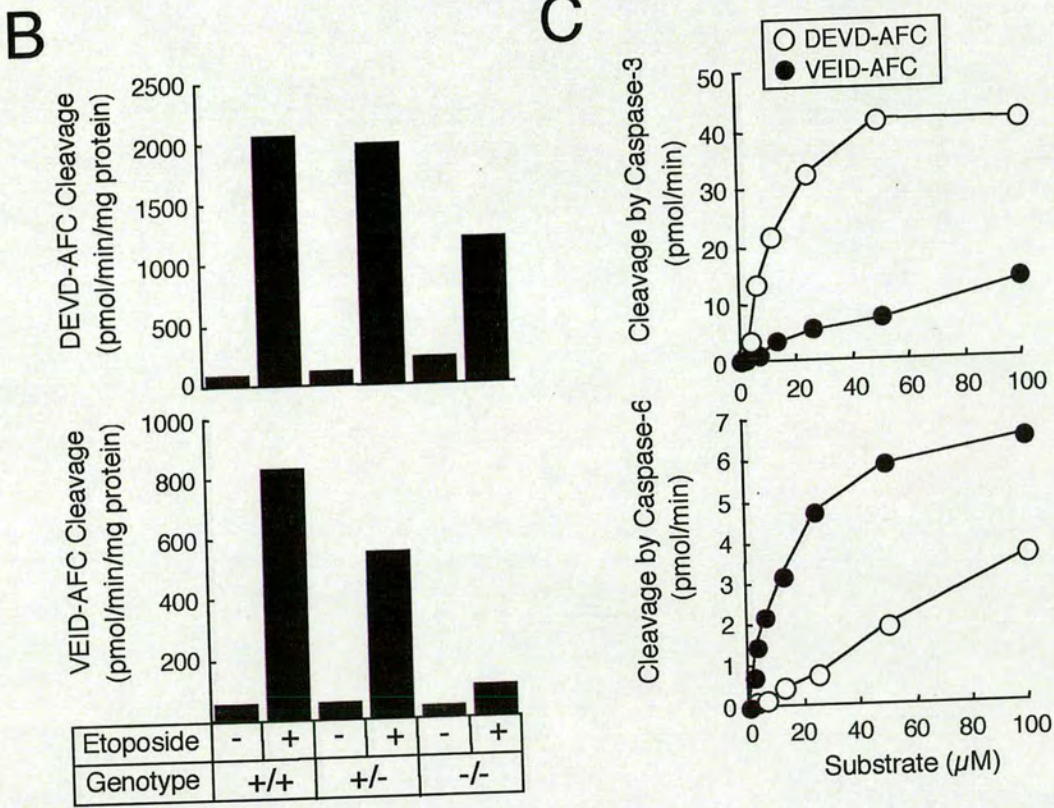 B
DEVD-AFC Cleavage
(pmol/min/mg protein)
2500
2000
1500
1000
500
0
VEID-AFC Cleavage
(pmol/min/mg protein)
1000
800
600
400
200
Etoposide - + - + - +
Genotype +/+ +/- -/-
C
DEVD-AFC
VEID-AFC
Cleavage by Caspase-3
(pmol/min)
50
40
30
20
10
0
0 20 40 60 80 100
Cleavage by Caspase-6
(pmol/min)
7
6
5
4
3
2
1
0
0 20 40 60 80 100
Substrate (µM)